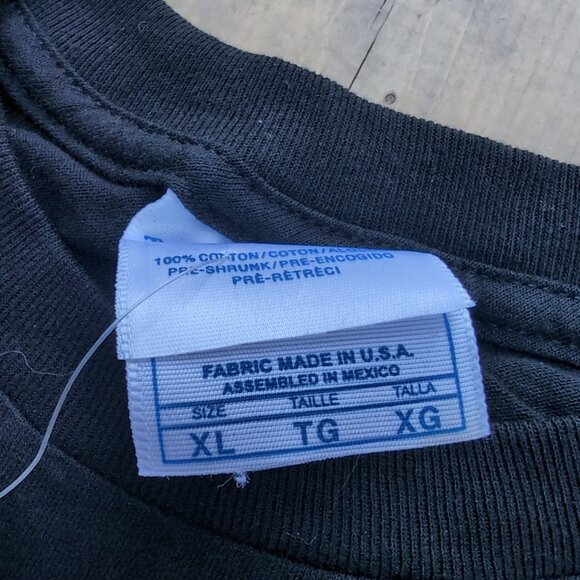 100% COTTON/COTON/
PRE-SHRUNK/PRE-ENCOGIDO
PRÉ-RÉTRÉCI
FABRIC MADE IN U.S.A.
ASSEMBLED IN MEXICO
SIZE TAILLE TALLA
XL TG XG